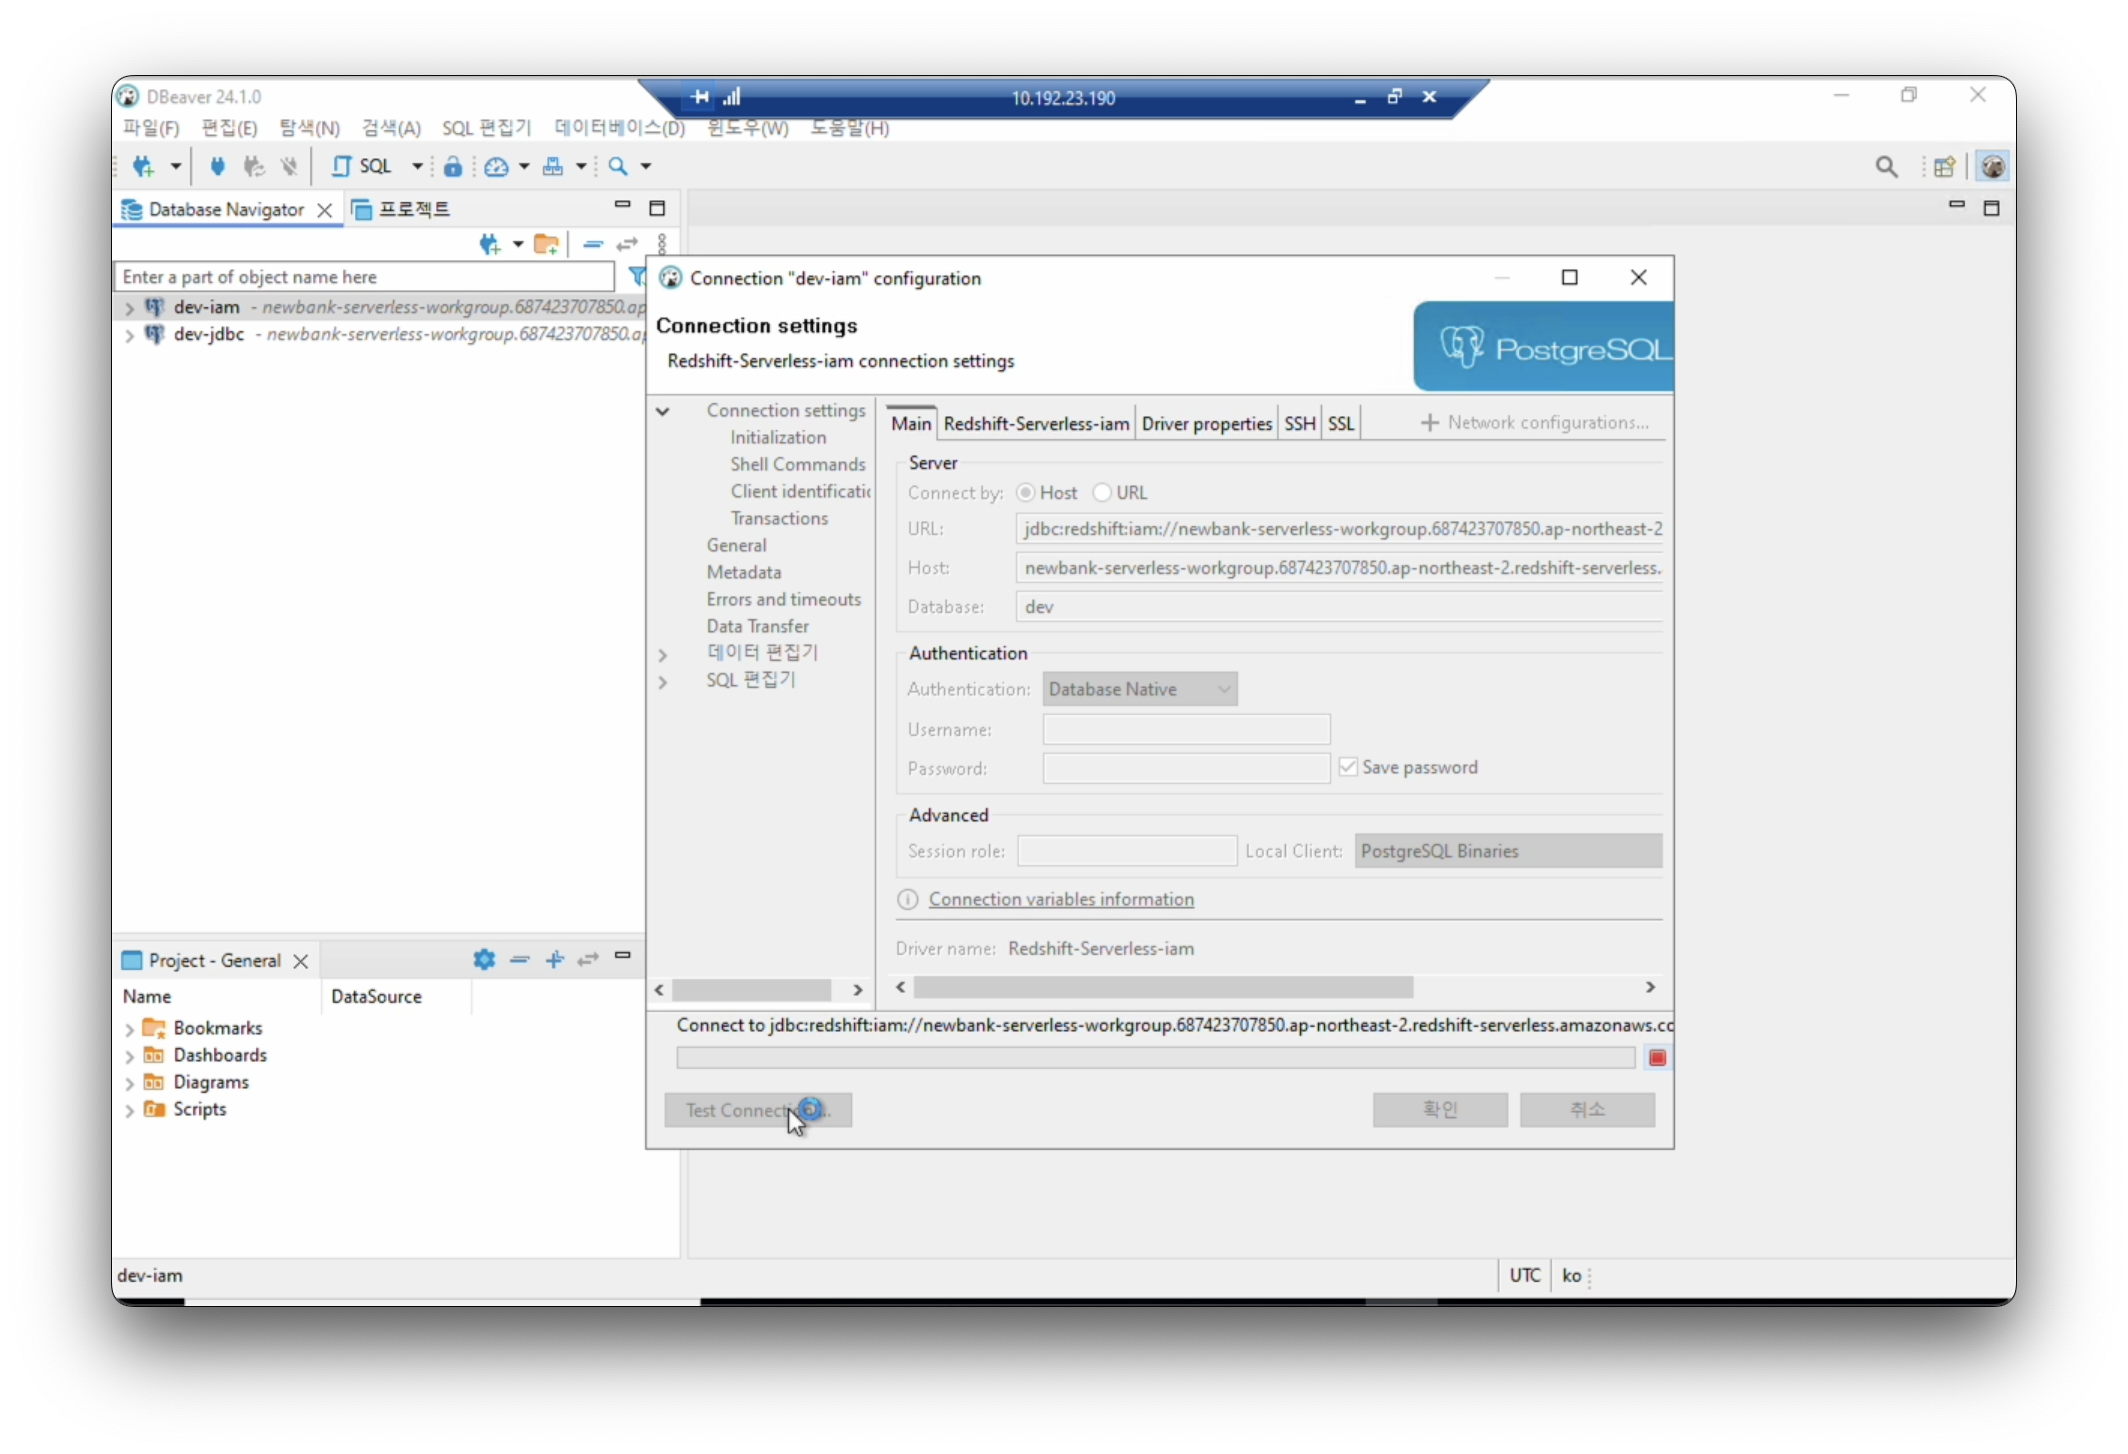 DBeaver 24.1.0
10.192.23.190
파일(F) 편집(E) 탐색(N) 검색(A) SQL 편집기 데이터베이스(D) 윈도우(W) 도움말(H)
SQL
Database Navigator
프로젝트
Enter a part of object name here
dev-iam - newbank-serverless-workgroup.687423707850.ap
dev-jdbc - newbank-serverless-workgroup.687423707850.ap
Connection "dev-iam" configuration
Connection settings
Redshift-Serverless-iam connection settings
PostgreSQL
Connection settings
Initialization
Shell Commands
Client identificatic
Transactions
General
Metadata
Errors and timeouts
Data Transfer
데이터 편집기
SQL 편집기
Main Redshift-Serverless-iam Driver properties SSH SSL
Network configurations...
Server
Connect by: Host URL
URL: jdbc:redshift:iam://newbank-serverless-workgroup.687423707850.ap-northeast-2
Host: newbank-serverless-workgroup.687423707850.ap-northeast-2.redshift-serverless.
Database: dev
Authentication
Authentication: Database Native
Username:
Password: Save password
Advanced
Session role: Local Client: PostgreSQL Binaries
Connection variables information
Driver name: Redshift-Serverless-iam
Connect to jdbc:redshift:iam://newbank-serverless-workgroup.687423707850.ap-northeast-2.redshift-serverless.amazonaws.cc
Test Connecti...
확인 취소
Project - General
Name DataSource
Bookmarks
Dashboards
Diagrams
Scripts
dev-iam
UTC ko